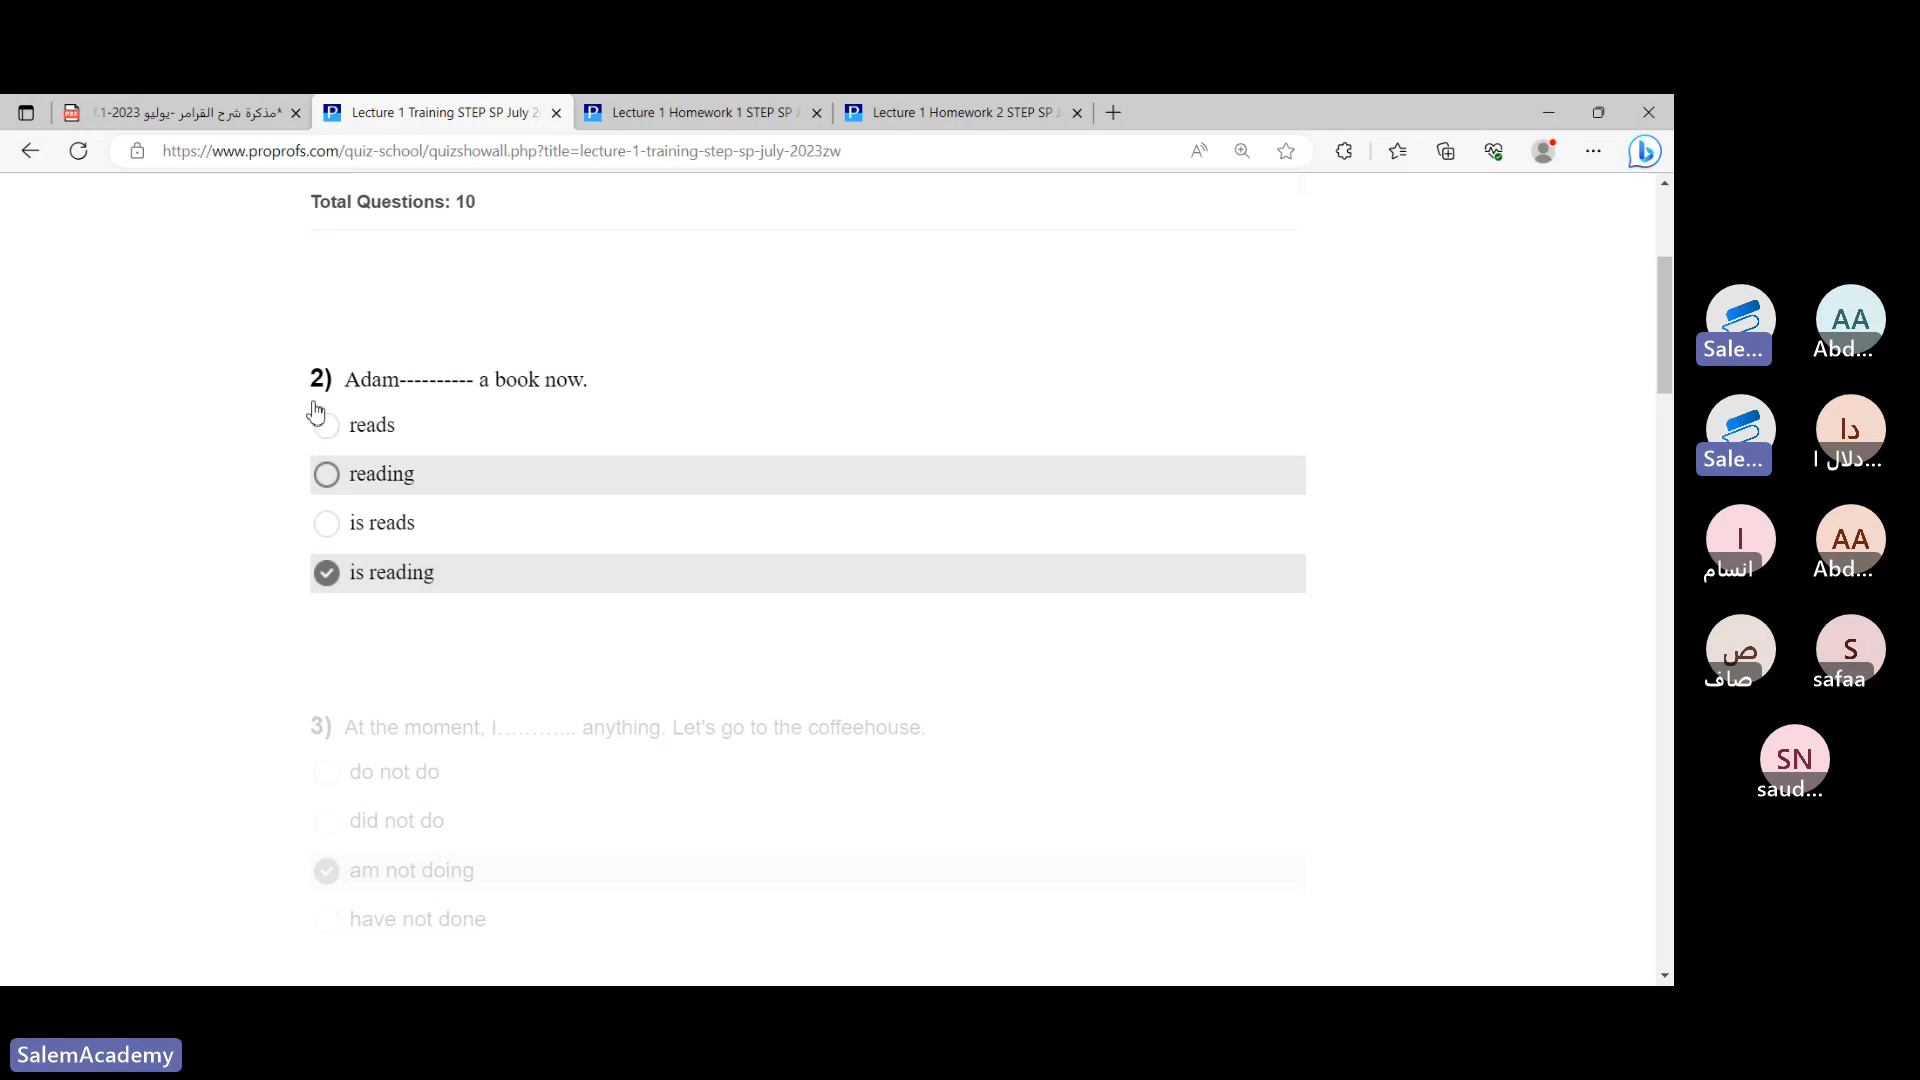 *مذكرة شرح القرامر -يوليو 2023-1.f
Lecture 1 Training STEP SP July 2
Lecture 1 Homework 1 STEP SP J
Lecture 1 Homework 2 STEP SP J
https://www.proprofs.com/quiz-school/quizshowall.php?title=lecture-1-training-step-sp-july-2023zw
Total Questions: 10
2) Adam---------- a book now.
reads
reading
is reads
is reading
3) At the moment, I………... anything. Let's go to the coffeehouse.
do not do
did not do
am not doing
have not done
Sale...
AA
Abd...
Sale...
دا
دلال ا...
ا
انسام
AA
Abd...
ص
صاف
S
safaa
SN
saud...
SalemAcademy